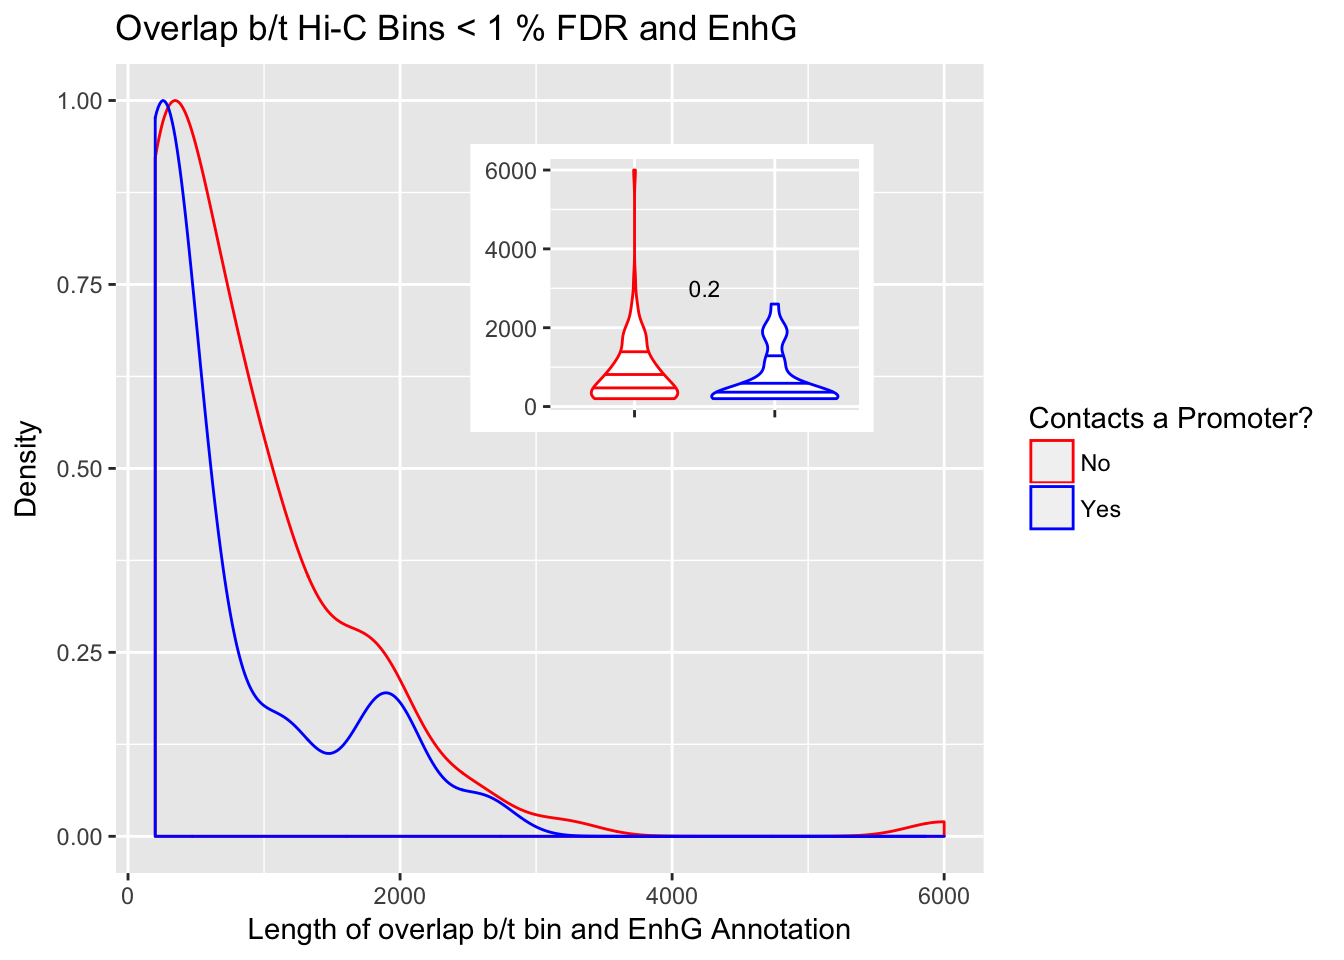 Overlap b/t Hi-C Bins < 1 % FDR and EnhG
1.00
0.75
0.50
0.25
0.00
Density
0
2000
4000
6000
Length of overlap b/t bin and EnhG Annotation
6000
4000
2000
0
0.2
Contacts a Promoter?
No
Yes